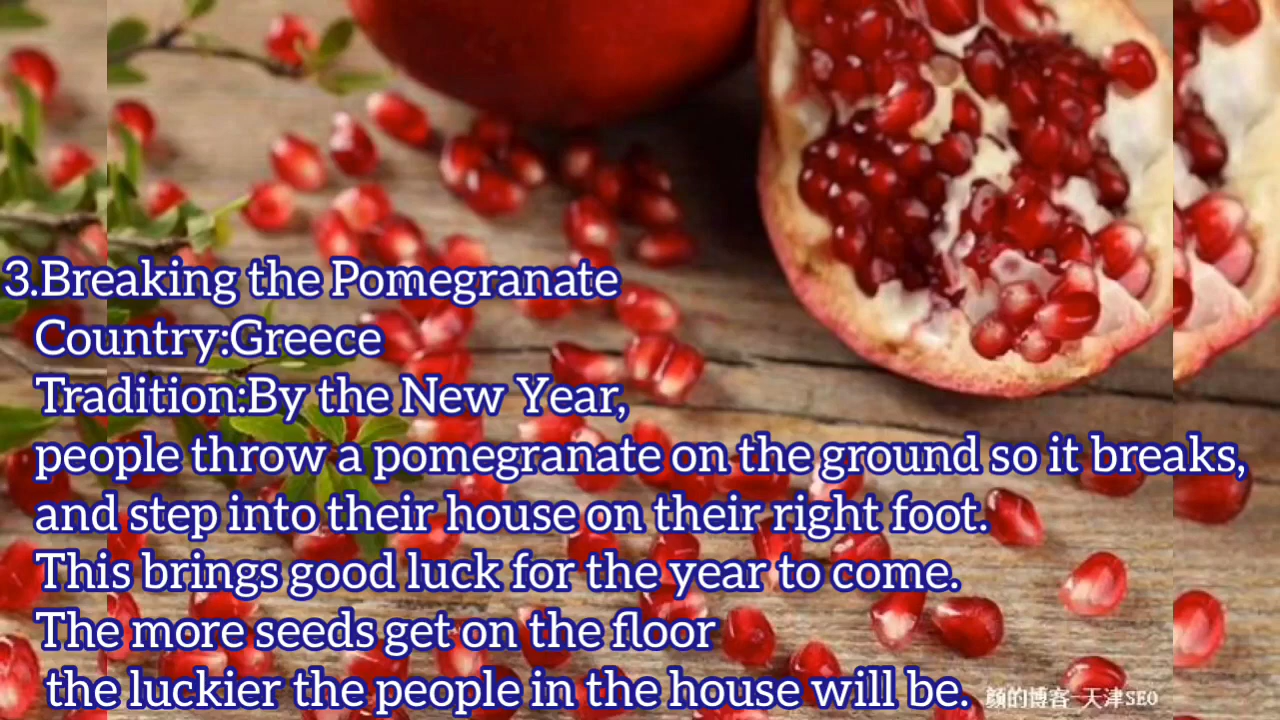 3.Breaking the Pomegranate
Country:Greece
Tradition:By the New Year,
people throw a pomegranate on the ground so it breaks,
and step into their house on their right foot.
This brings good luck for the year to come.
The more seeds get on the floor
the luckier the people in the house will be.
顔的博客-天津SEO